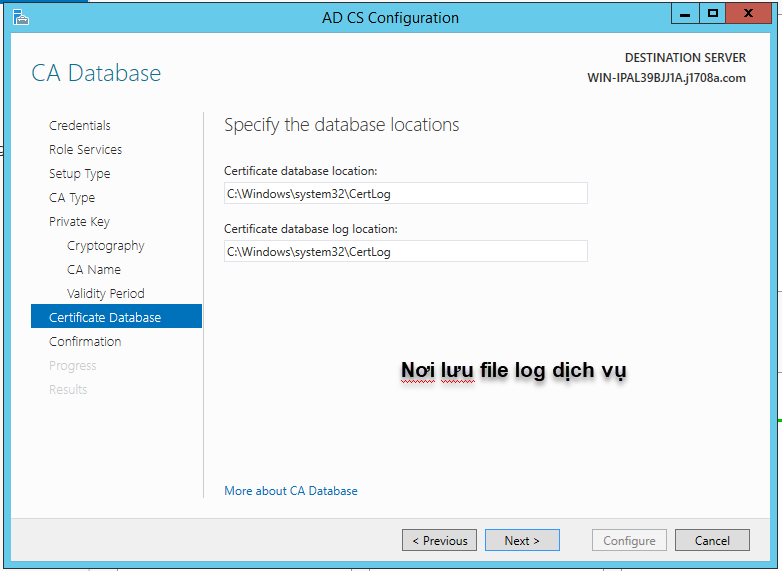 AD CS Configuration
CA Database
DESTINATION SERVER
WIN-IPAL39BJJ1A.j1708a.com
Credentials
Role Services
Setup Type
CA Type
Private Key
Cryptography
CA Name
Validity Period
Certificate Database
Confirmation
Progress
Results
Specify the database locations
Certificate database location:
C:\Windows\system32\CertLog
Certificate database log location:
C:\Windows\system32\CertLog
Nơi lưu file log dịch vụ
More about CA Database
< Previous
Next >
Configure
Cancel